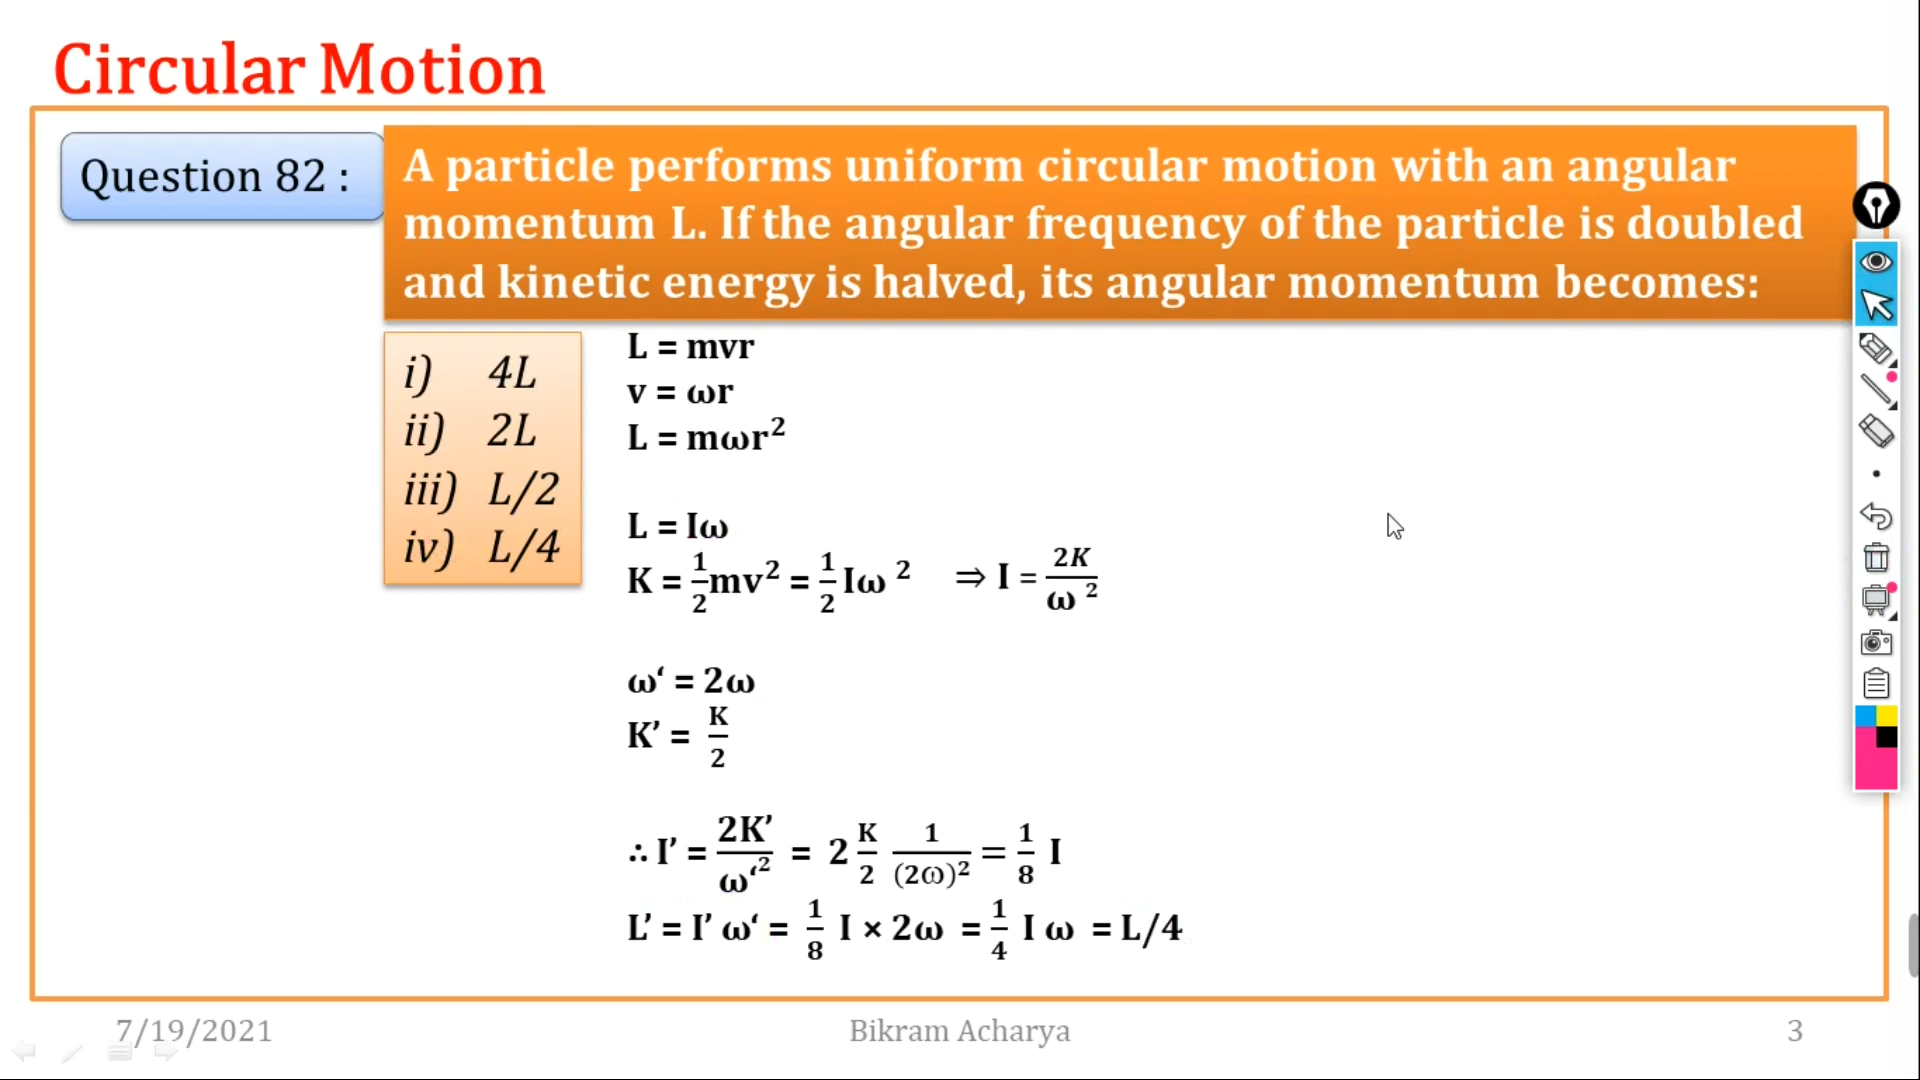 Circular Motion
Question 82 :
A particle performs uniform circular motion with an angular
momentum L. If the angular frequency of the particle is doubled
and kinetic energy is halved, its angular momentum becomes:
i) 4L
ii) 2L
iii) L/2
iv) L/4
L = mvr
v = ωr
L = mωr²
L = Iω
K = 1/2 mv² = 1/2 Iω ² ⇒ I = 2K/ω ²
ω‘ = 2ω
K’ = K/2
∴ I’ = 2K’/ω‘² = 2 K/2 1/(2ω)² = 1/8 I
L’ = I’ ω‘ = 1/8 I × 2ω = 1/4 I ω = L/4
7/19/2021
Bikram Acharya
3